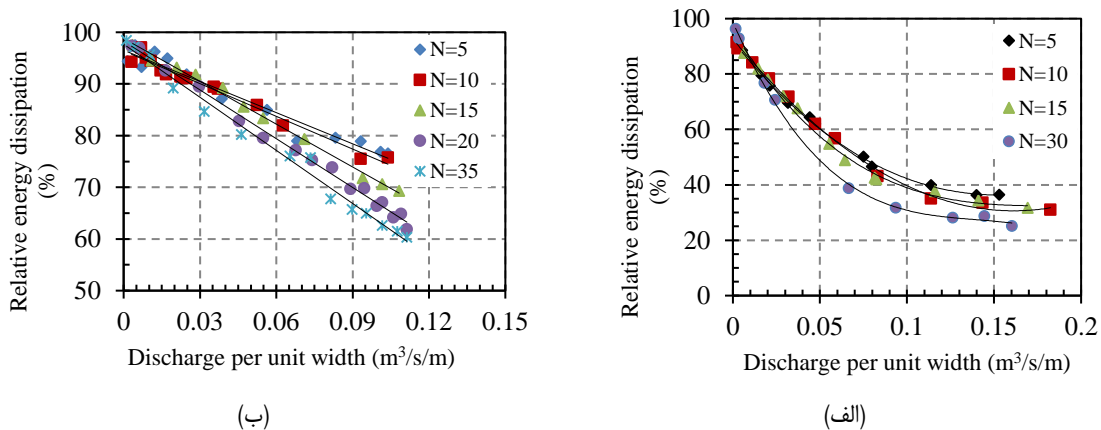 Relative energy dissipation
(%)
100
90
80
70
60
50
0
0.03
0.06
0.09
0.12
0.15
N=5
N=10
N=15
N=20
N=35
Discharge per unit width (m³/s/m)
(ب)
Relative energy dissipation
(%)
100
80
60
40
20
0
0
0.05
0.1
0.15
0.2
N=5
N=10
N=15
N=30
Discharge per unit width (m³/s/m)
(الف)